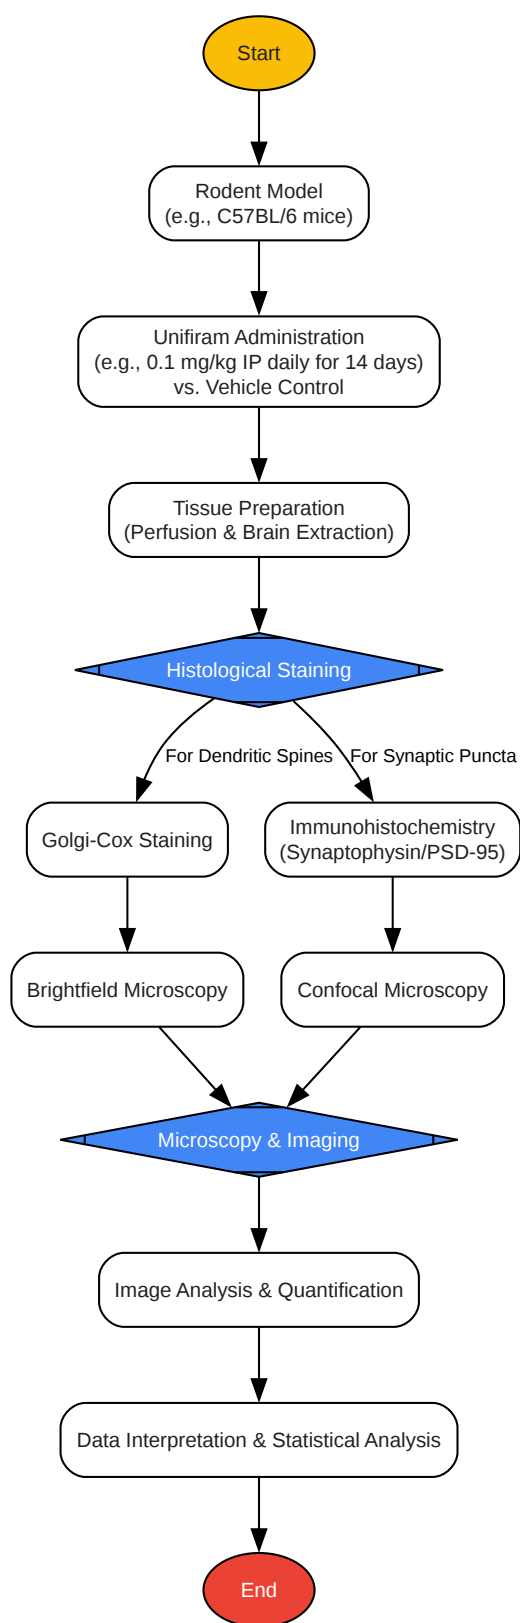 Start
Rodent Model
(e.g., C57BL/6 mice)
Unifiram Administration
(e.g., 0.1 mg/kg IP daily for 14 days)
vs. Vehicle Control
Tissue Preparation
(Perfusion & Brain Extraction)
Histological Staining
For Dendritic Spines
For Synaptic Puncta
Golgi-Cox Staining
Immunohistochemistry
(Synaptophysin/PSD-95)
Brightfield Microscopy
Confocal Microscopy
Microscopy & Imaging
Image Analysis & Quantification
Data Interpretation & Statistical Analysis
End